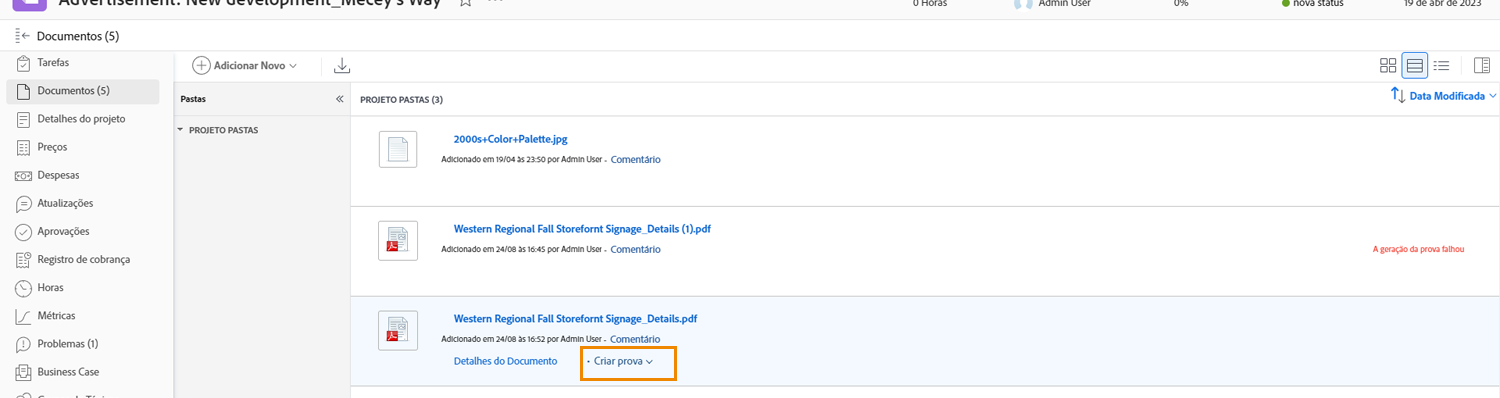 Advertisement: New development_Mecey's Way
0 Horas
Admin User
0%
nova status
19 de abr de 2023
Documentos (5)
Tarefas
Documentos (5)
Detalhes do projeto
Preços
Despesas
Atualizações
Aprovações
Registro de cobrança
Horas
Métricas
Problemas (1)
Business Case
Adicionar Novo
Pastas
PROJETO PASTAS
PROJETO PASTAS (3)
Data Modificada
2000s+Color+Palette.jpg
Adicionado em 19/04 às 23:50 por Admin User - Comentário
Western Regional Fall Storefornt Signage_Details (1).pdf
Adicionado em 24/08 às 16:45 por Admin User - Comentário
A geração da prova falhou
Western Regional Fall Storefornt Signage_Details.pdf
Adicionado em 24/08 às 16:52 por Admin User - Comentário
Detalhes do Documento • Criar prova